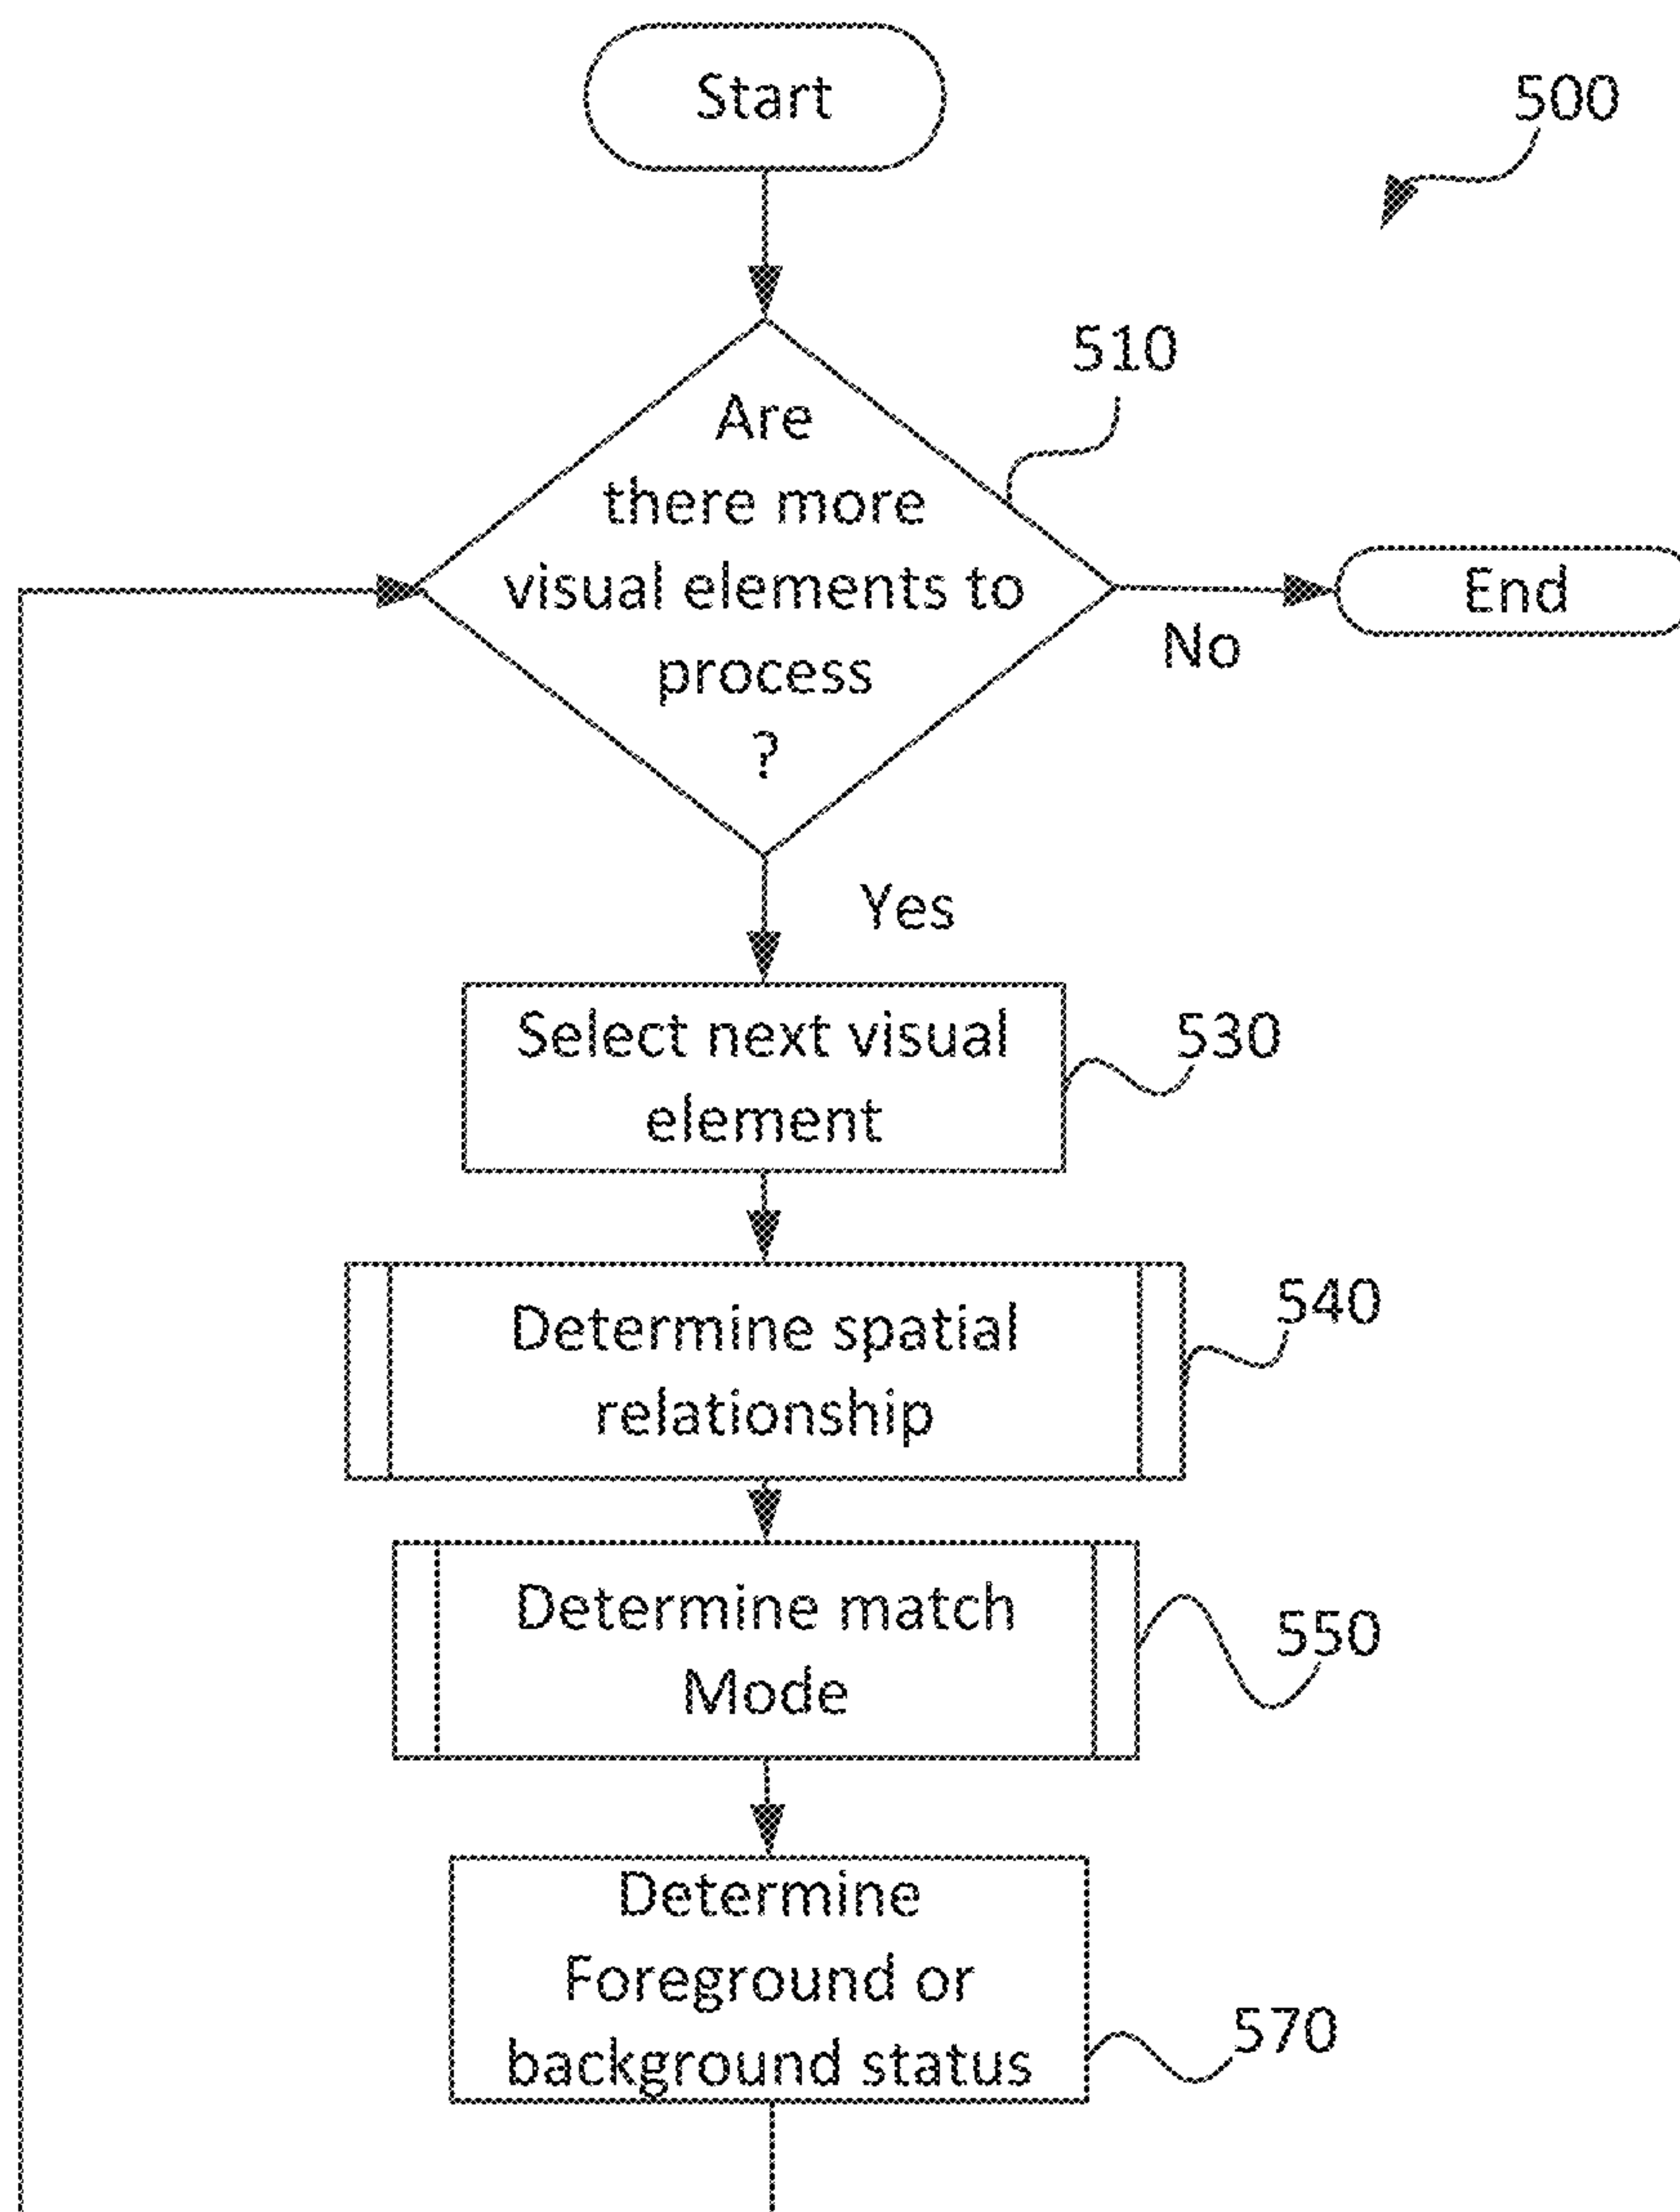 Start
500
510
Are
there more
visual elements to
process
?
End
No
Yes
Select next visual
element
530
Determine spatial
relationship
540
Determine match
Mode
550
Determine
Foreground or
background status
570